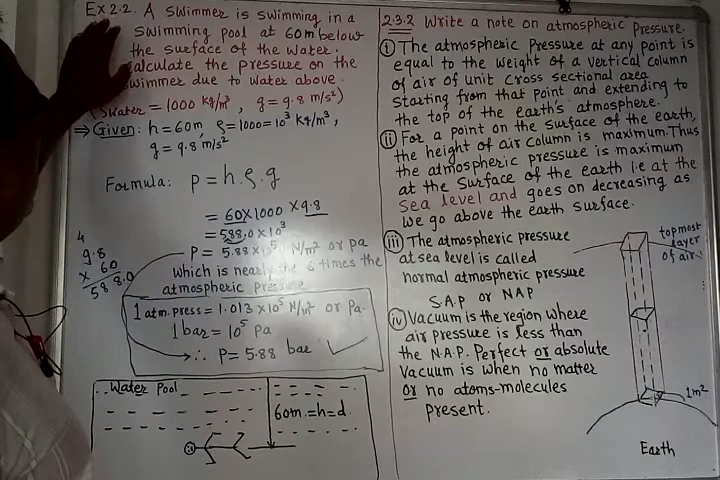 Ex 2.2. A swimmer is swimming in a
swimming pool at 60m below
the surface of the water.
alculate the pressure on the
wimmer due to water above.
(ρwater = 1000 kg/m³, g = 9.8 m/s²)
⇒ Given: h = 60m, ρ = 1000 = 10³ kg/m³,
g = 9.8 m/s²
Formula: p = h.ρ.g
= 60×1000 × 9.8
= 588.0 × 10³
P = 5.88×10⁵ N/m² or pa
which is nearly the 6 times the
atmospheric pressure
4
9.8
× 60
588.0
1 atm. press = 1.013 × 10⁵ N/m² or Pa.
1 bar = 10⁵ Pa
∴ P = 5.88 bar
Water Pool
60m = h = d.
2.3.2 Write a note on atmospheric Pressure.
(i) The atmospheric Pressure at any point is
equal to the weight of a vertical column
of air of unit cross sectional area
starting from that point and extending to
the top of the earth's atmosphere.
(ii) For a point on the surface of the earth,
the height of air column is maximum. Thus
the atmospheric pressure is maximum
at the surface of the earth i.e at the
sea level and goes on decreasing as
we go above the earth surface.
(iii) The atmospheric pressure
at sea level is called
normal atmospheric pressure
S.A.P or NAP
(iv) Vacuum is the region where
air pressure is less than
the N.A.P. Perfect or absolute
vacuum is when no matter
or no atoms-molecules
present.
topmost
layer
of air
1m²
Earth